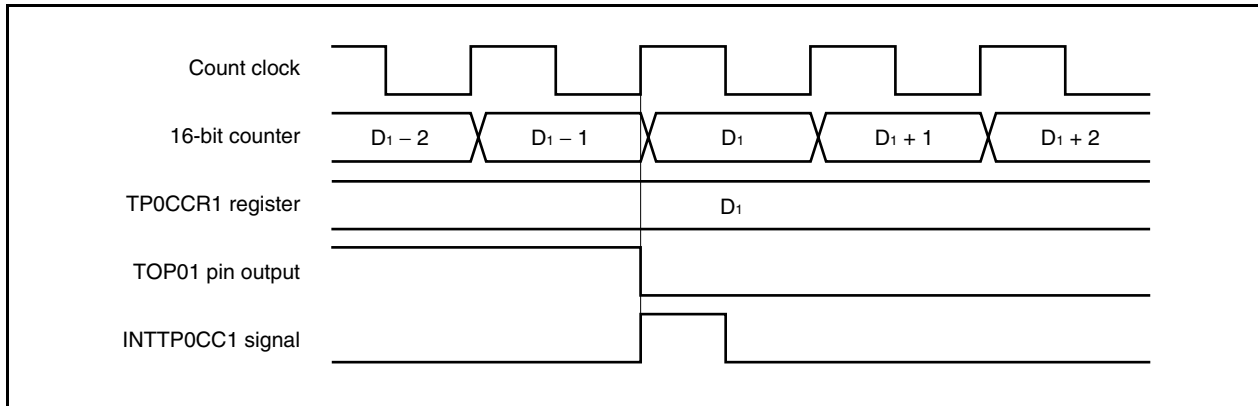 Count clock
16-bit counter D₁ − 2 D₁ − 1 D₁ D₁ + 1 D₁ + 2
TP0CCR1 register D₁
TOP01 pin output
INTTP0CC1 signal